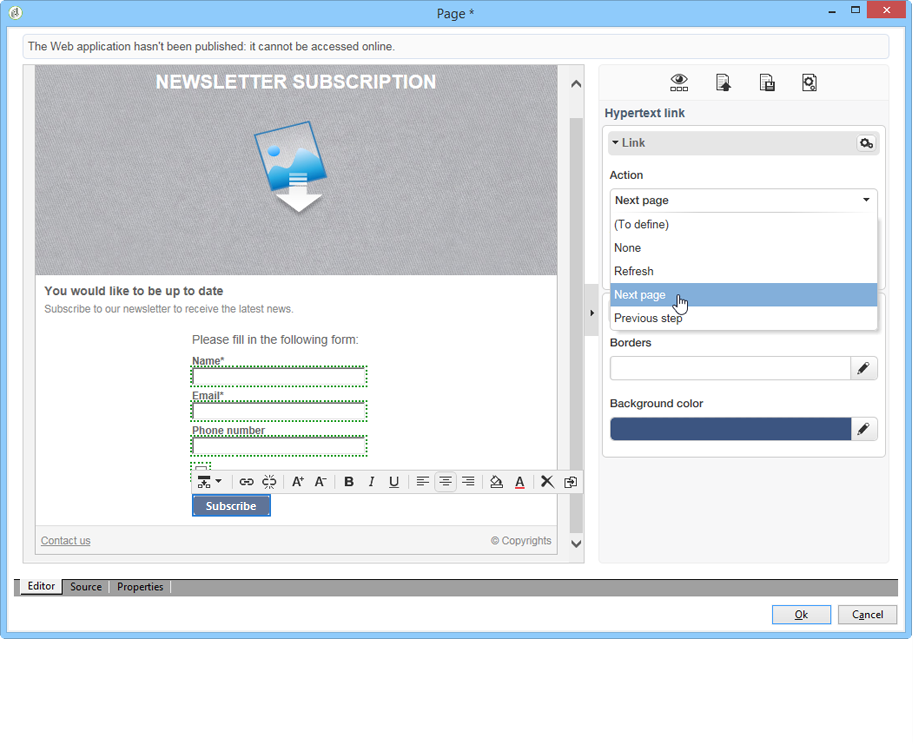 Page *
The Web application hasn't been published: it cannot be accessed online.
NEWSLETTER SUBSCRIPTION
You would like to be up to date
Subscribe to our newsletter to receive the latest news.
Please fill in the following form:
Name*
Email*
Phone number
A+ A- B I U A
Subscribe
Contact us
© Copyrights
Hypertext link
Link
Action
Next page
(To define)
None
Refresh
Next page
Previous step
Borders
Background color
Editor Source Properties
Ok Cancel